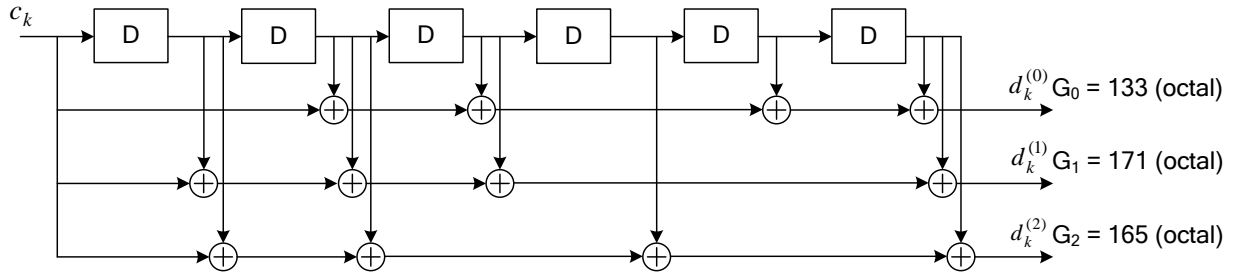 c_k
D D D D D D
d_k^{(0)} G₀ = 133 (octal)
d_k^{(1)} G₁ = 171 (octal)
d_k^{(2)} G₂ = 165 (octal)